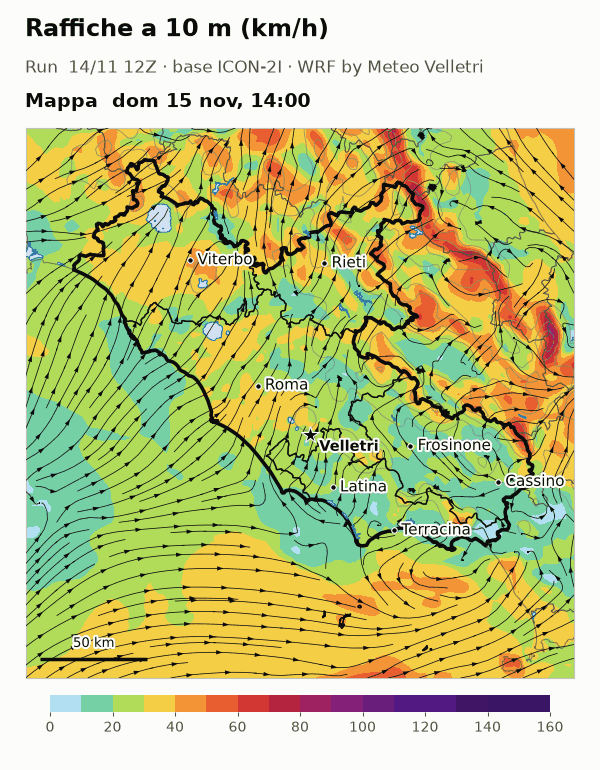 Raffiche a 10 m (km/h)
Run  14/11 12Z · base ICON-2I · WRF by Meteo Velletri
Mappa  dom 15 nov, 14:00
Viterbo
Rieti
Roma
Velletri
Frosinone
Cassino
Latina
Terracina
50 km
0 20 40 60 80 100 120 140 160